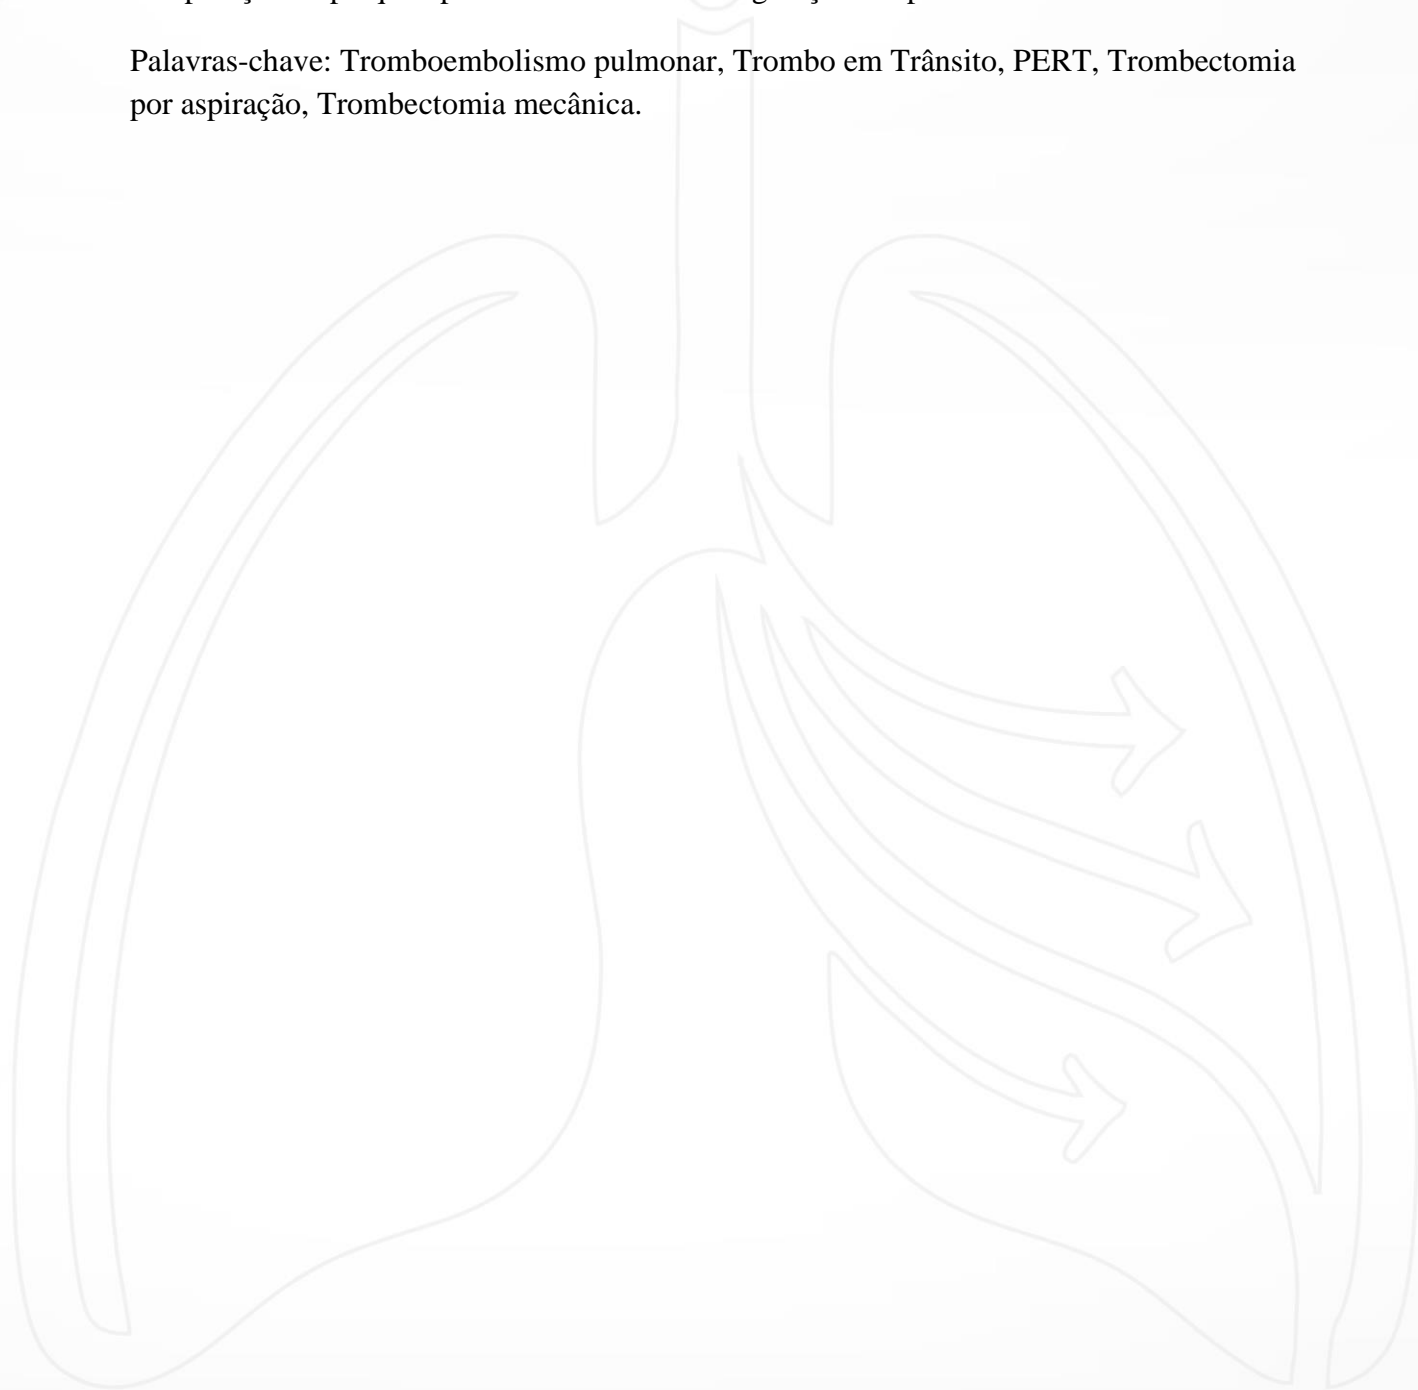 Palavras-chave: Tromboembolismo pulmonar, Trombo em Trânsito, PERT, Trombectomia
por aspiração, Trombectomia mecânica.